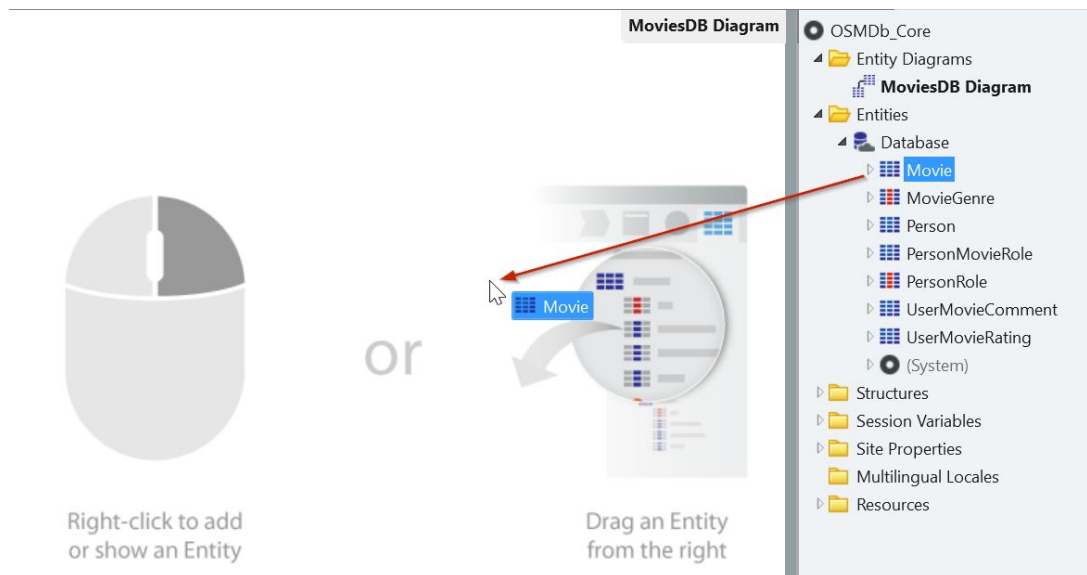 MoviesDB Diagram
or
Right-click to add
or show an Entity
Movie
Drag an Entity
from the right
OSMDb_Core
Entity Diagrams
MoviesDB Diagram
Entities
Database
Movie
MovieGenre
Person
PersonMovieRole
PersonRole
UserMovieComment
UserMovieRating
(System)
Structures
Session Variables
Site Properties
Multilingual Locales
Resources